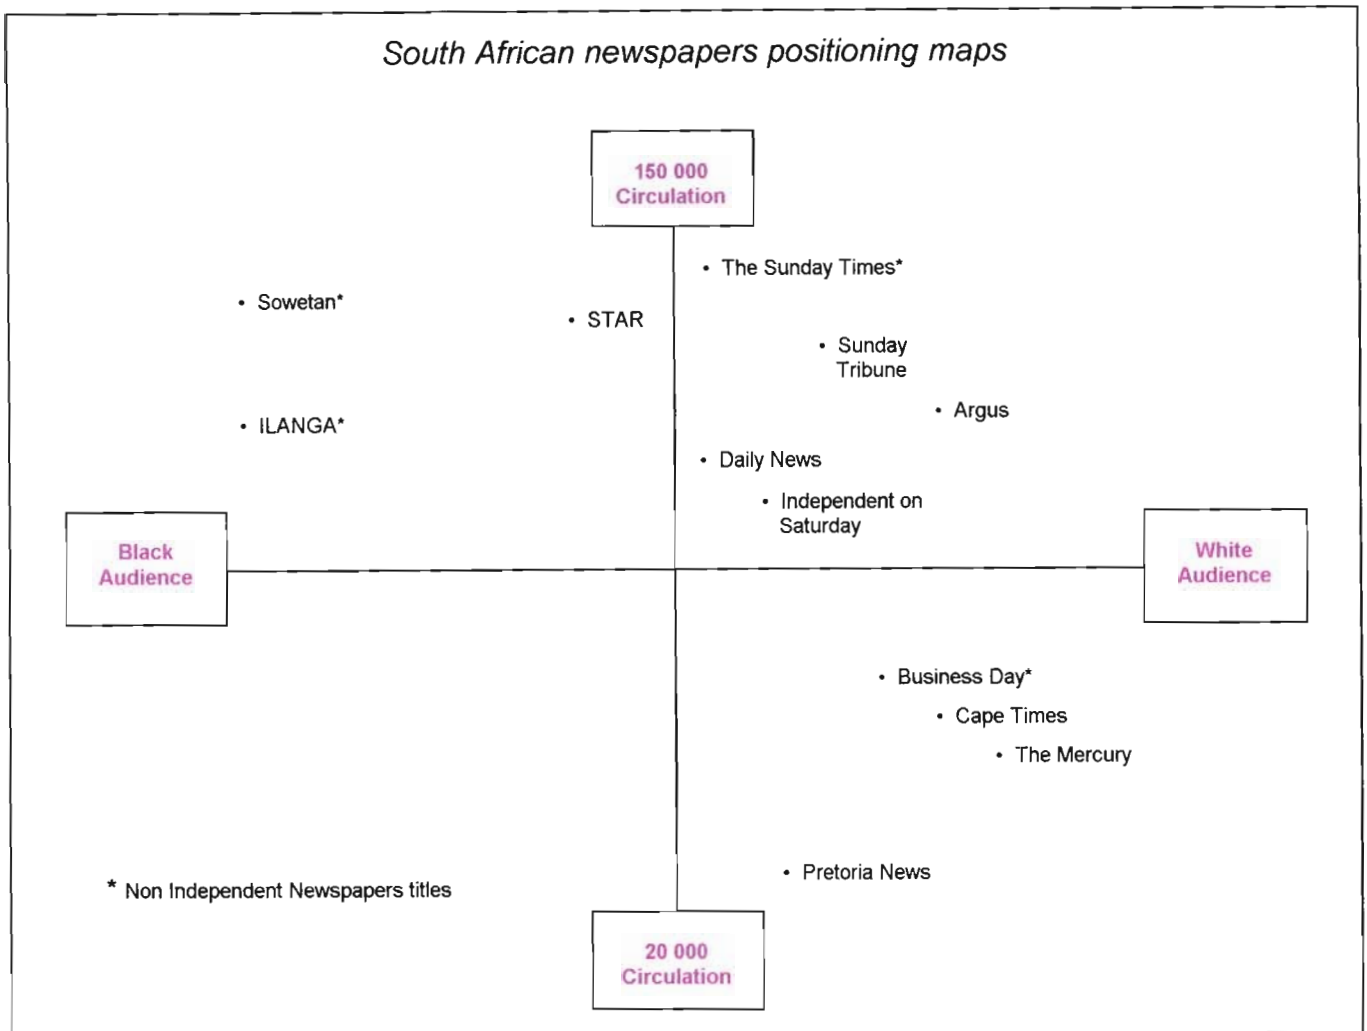 South African newspapers positioning maps
150 000
Circulation
• The Sunday Times*
• Sowetan*
• STAR
• Sunday
Tribune
• Argus
• ILANGA*
• Daily News
• Independent on
Saturday
Black
Audience
White
Audience
• Business Day*
• Cape Times
• The Mercury
• Pretoria News
* Non Independent Newspapers titles
20 000
Circulation